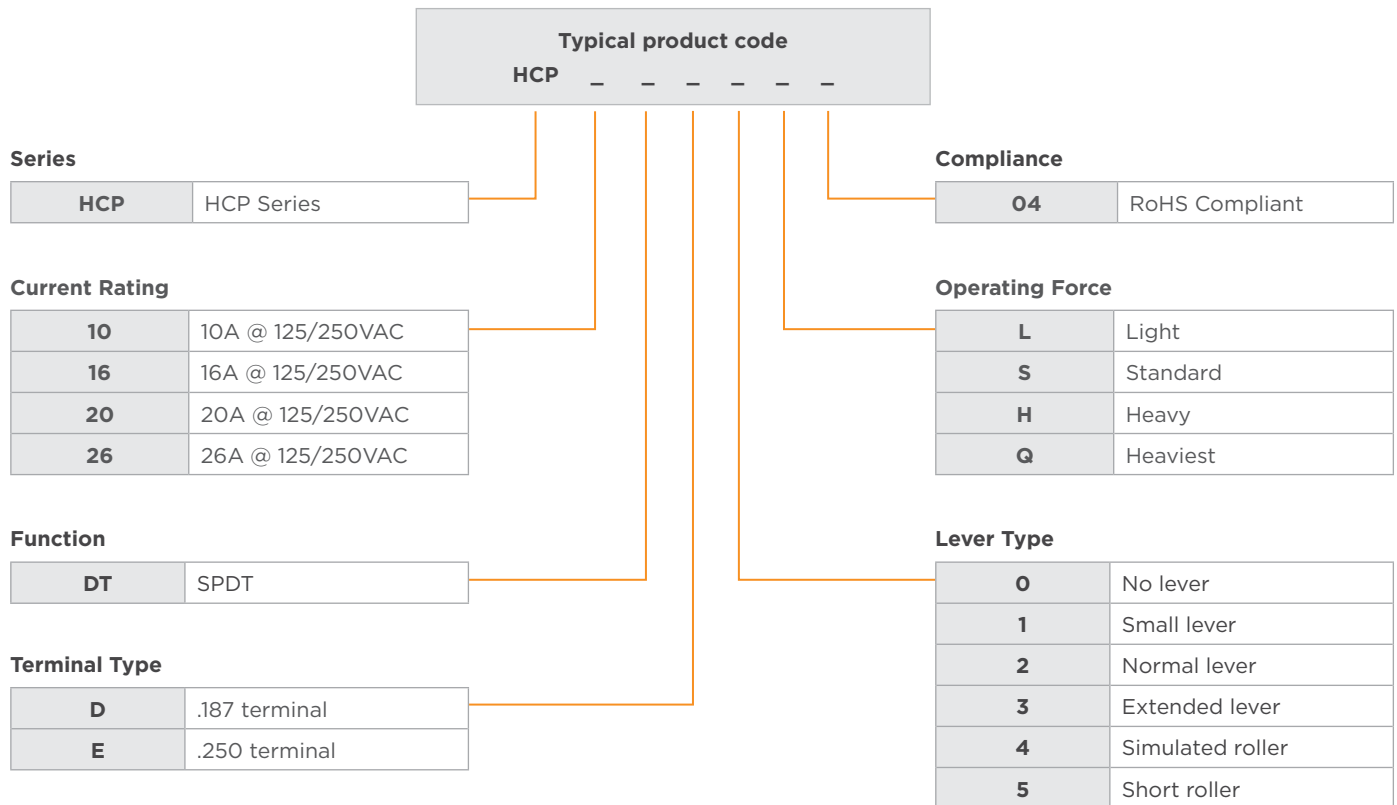 Typical product code
HCP _ _ _ _ _ _
Series
HCP HCP Series
Current Rating
10 10A @ 125/250VAC
16 16A @ 125/250VAC
20 20A @ 125/250VAC
26 26A @ 125/250VAC
Function
DT SPDT
Terminal Type
D .187 terminal
E .250 terminal
Compliance
04 RoHS Compliant
Operating Force
L Light
S Standard
H Heavy
Q Heaviest
Lever Type
0 No lever
1 Small lever
2 Normal lever
3 Extended lever
4 Simulated roller
5 Short roller